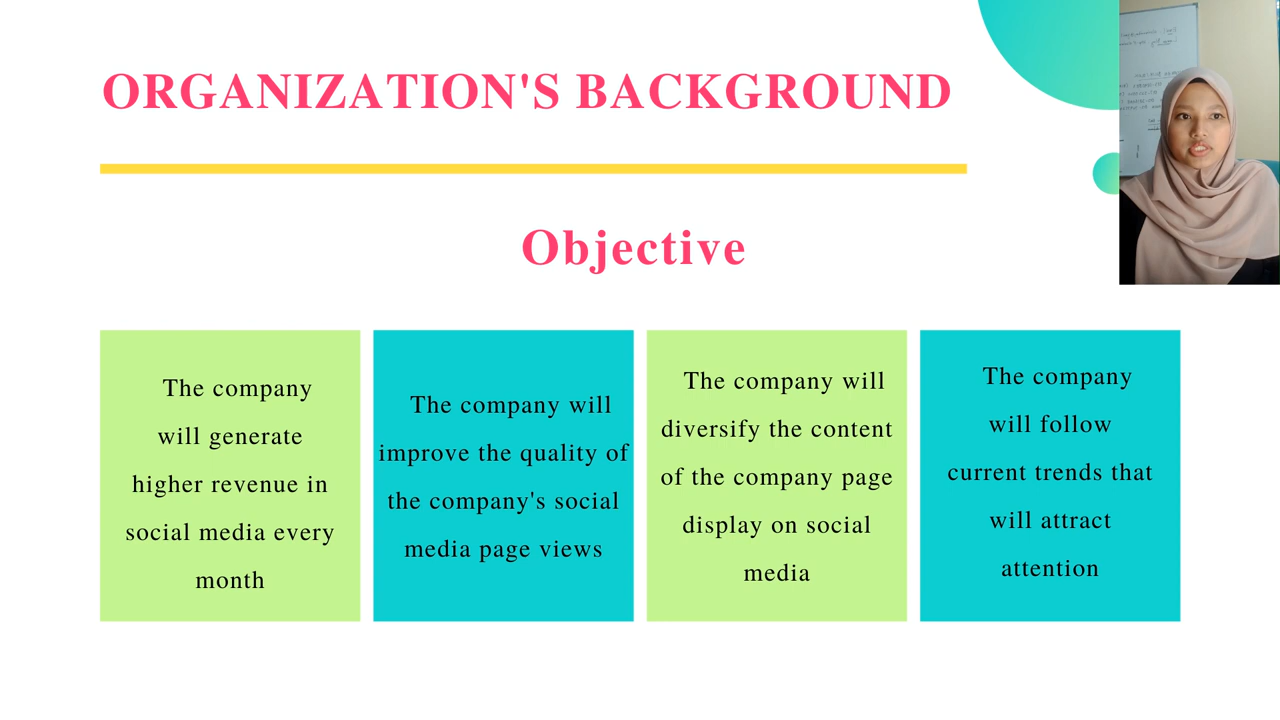 ORGANIZATION'S BACKGROUND
Objective
The company
will generate
higher revenue in
social media every
month
The company will
improve the quality of
the company's social
media page views
The company will
diversify the content
of the company page
display on social
media
The company
will follow
current trends that
will attract
attention